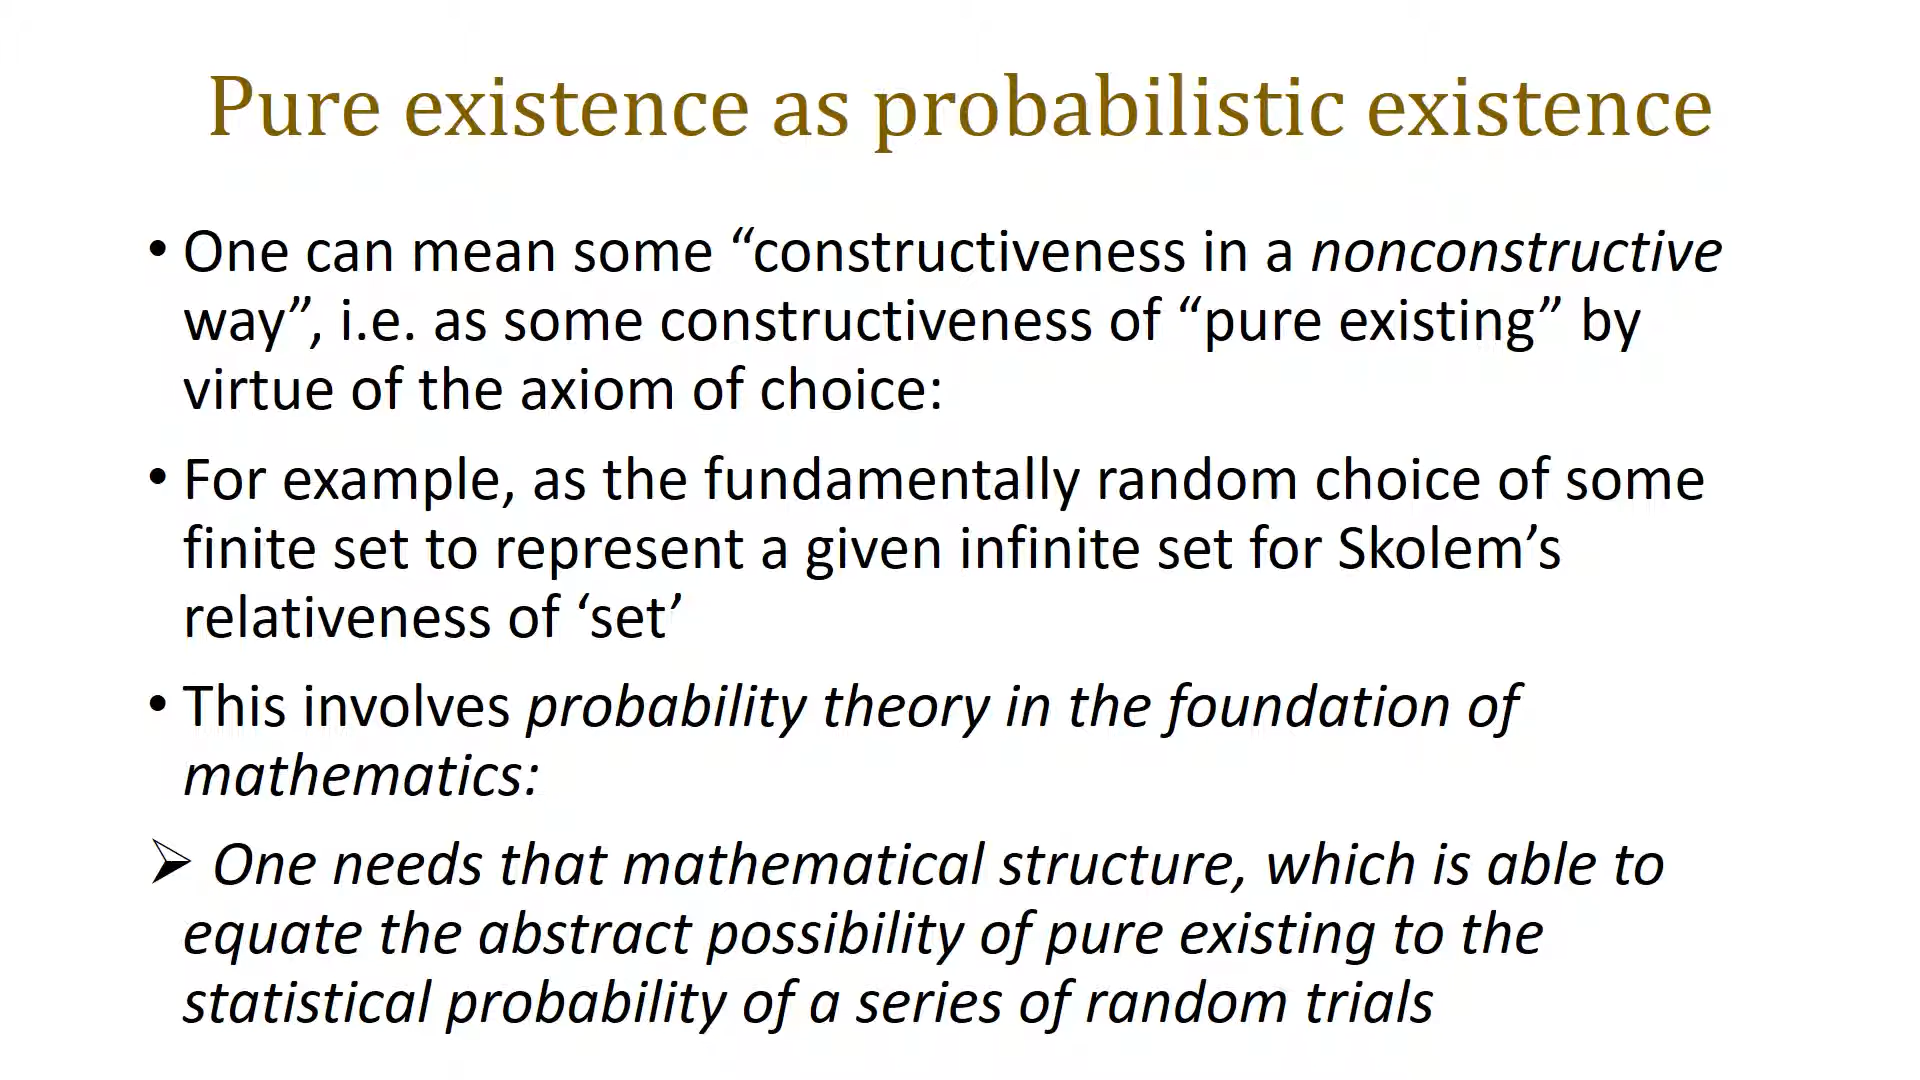 Pure existence as probabilistic existence
• One can mean some “constructiveness in a nonconstructive
way”, i.e. as some constructiveness of “pure existing” by
virtue of the axiom of choice:
• For example, as the fundamentally random choice of some
finite set to represent a given infinite set for Skolem’s
relativeness of ‘set’
• This involves probability theory in the foundation of
mathematics:
➢ One needs that mathematical structure, which is able to
equate the abstract possibility of pure existing to the
statistical probability of a series of random trials